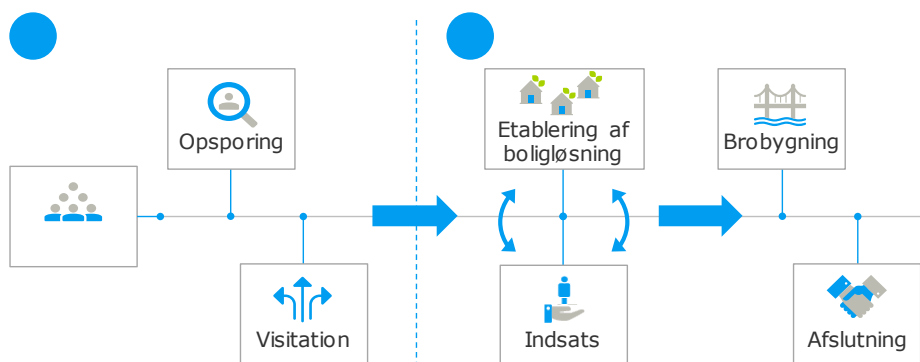 Opsporing
Visitation
Etablering af
boligløsning
Indsats
Brobygning
Afslutning